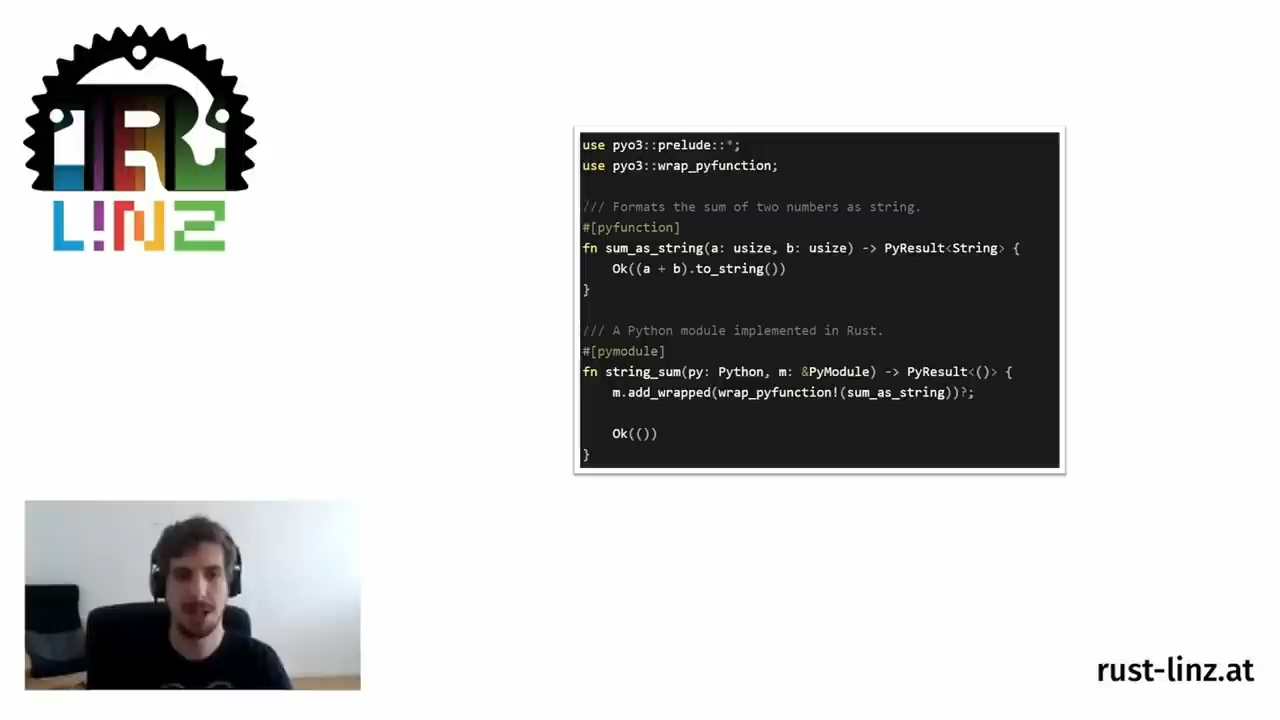 R
L!NZ
use pyo3::prelude::*;
use pyo3::wrap_pyfunction;
/// Formats the sum of two numbers as string.
#[pyfunction]
fn sum_as_string(a: usize, b: usize) -> PyResult<String> {
    Ok((a + b).to_string())
}
/// A Python module implemented in Rust.
#[pymodule]
fn string_sum(py: Python, m: &PyModule) -> PyResult<()> {
    m.add_wrapped(wrap_pyfunction!(sum_as_string))?;
    Ok(())
}
rust-linz.at